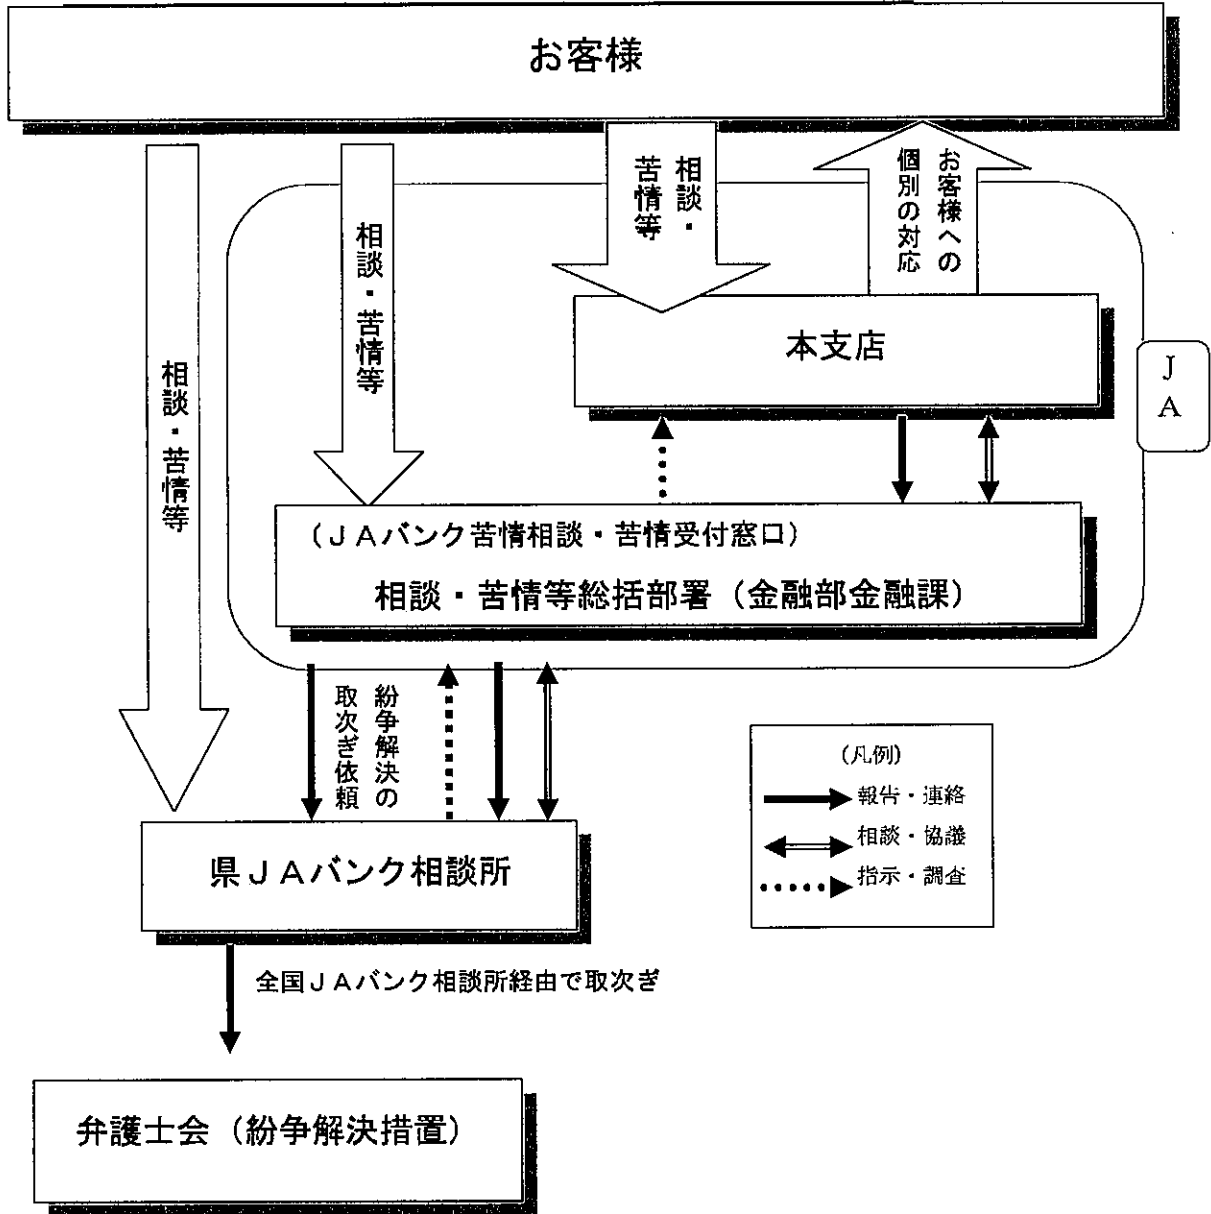 お客様
相談・
苦情等
お客様への
個別の対応
相談・苦情等
相談・苦情等
本支店
J
A
（ＪＡバンク苦情相談・苦情受付窓口）
相談・苦情等総括部署（金融部金融課）
紛争解決の
取次ぎ依頼
(凡例)
報告・連絡
相談・協議
指示・調査
県ＪＡバンク相談所
全国ＪＡバンク相談所経由で取次ぎ
弁護士会（紛争解決措置）